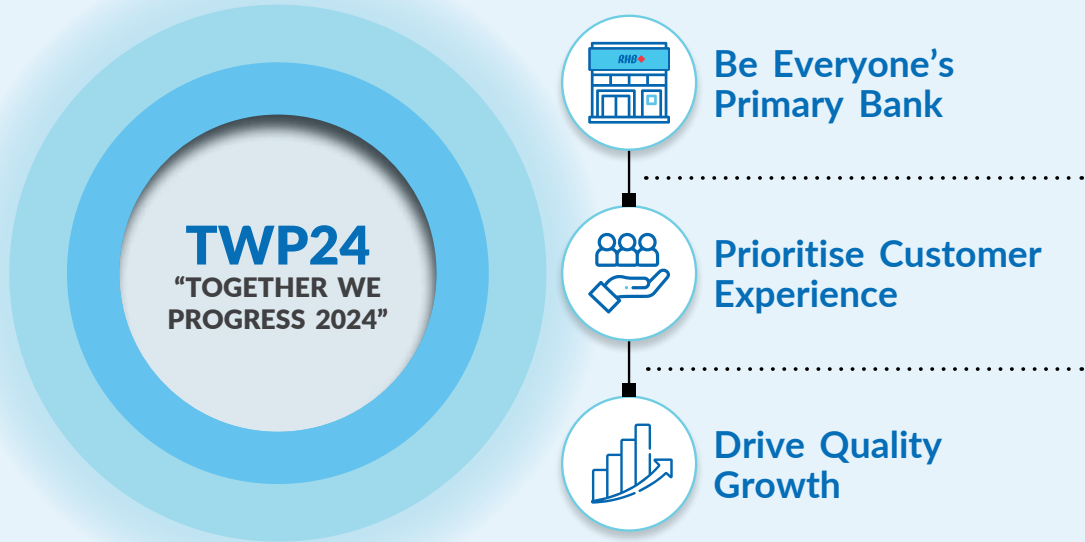 TWP24
“TOGETHER WE
PROGRESS 2024”
RHB
Be Everyone’s
Primary Bank
Prioritise Customer
Experience
Drive Quality
Growth